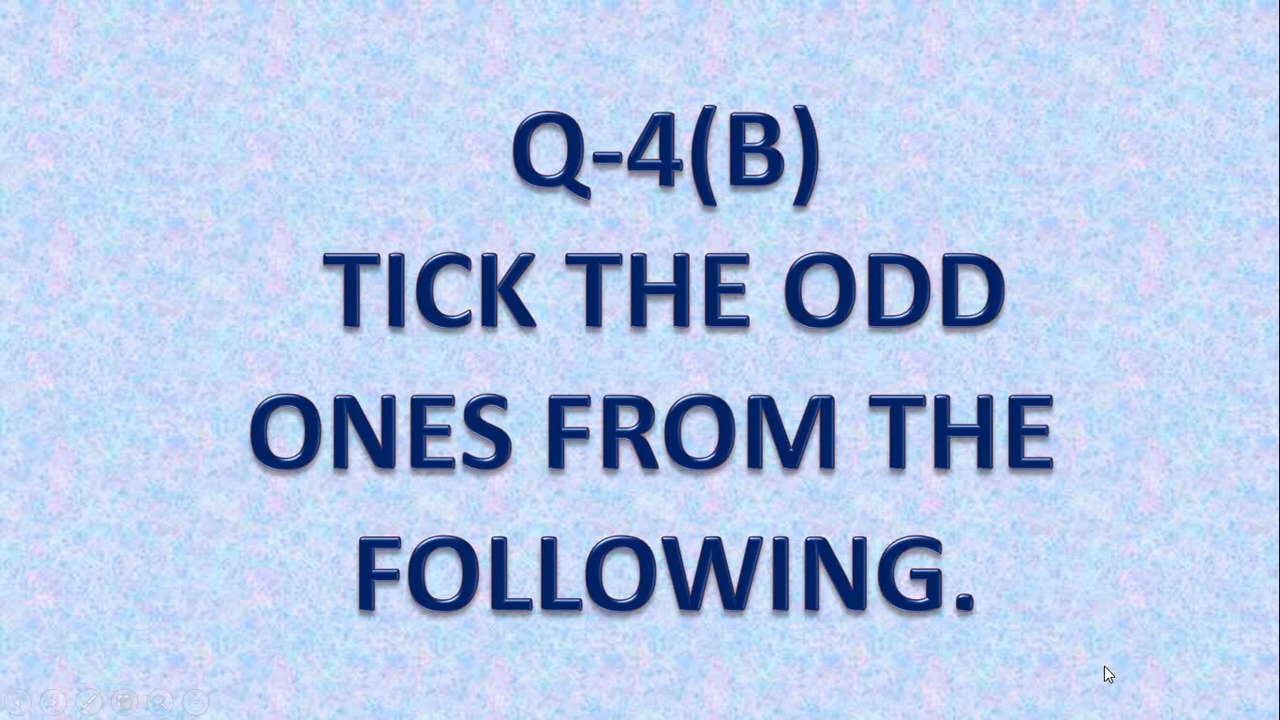 Q-4(B)
TICK THE ODD
ONES FROM THE
FOLLOWING.